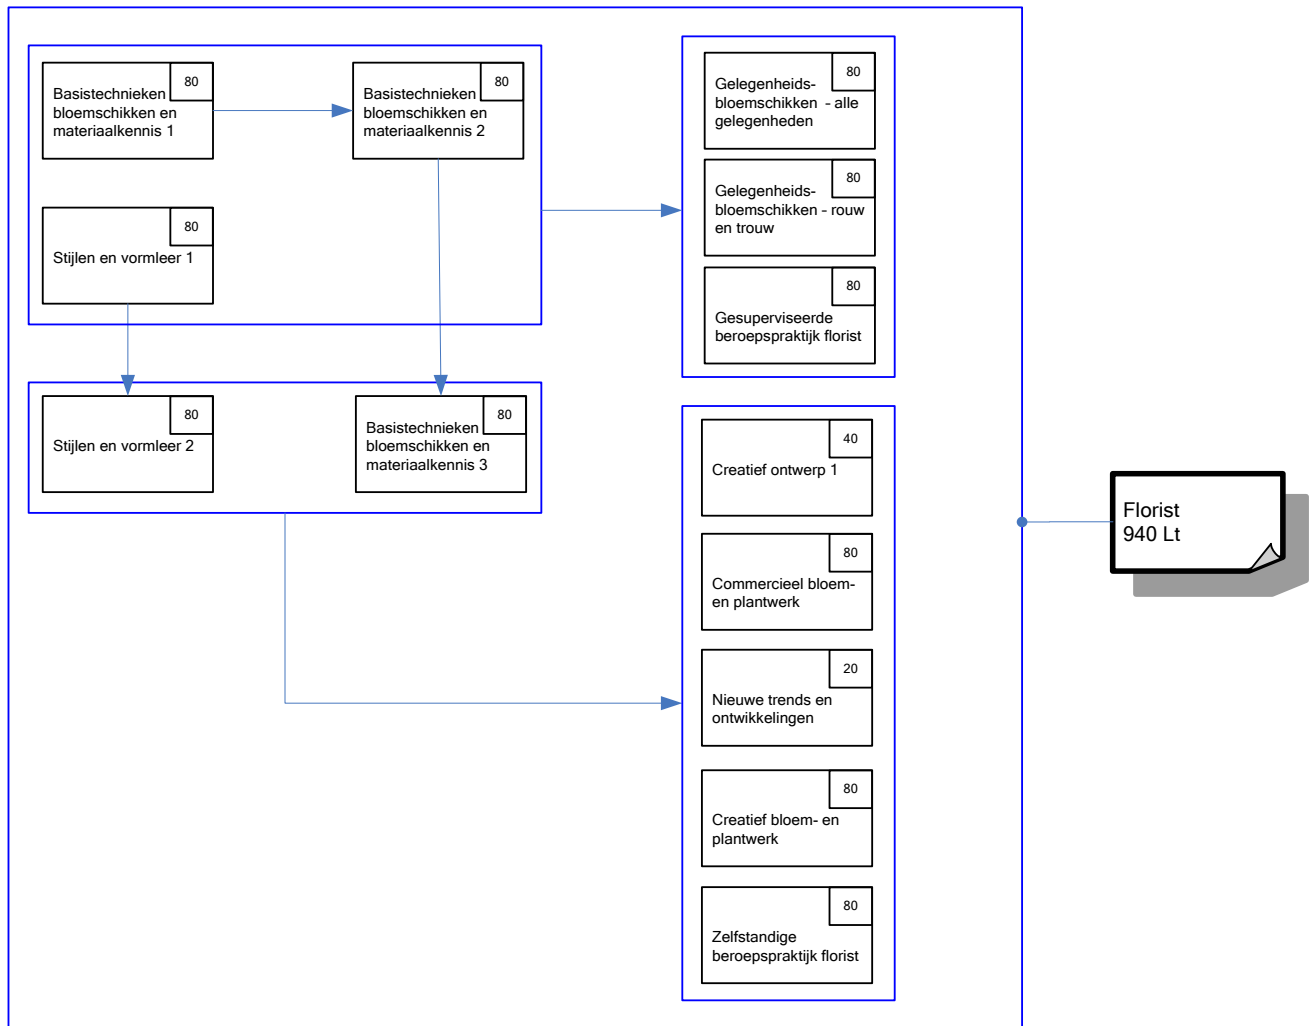 80
Basistechnieken
bloemschikken en
materiaalkennis 1
80
Basistechnieken
bloemschikken en
materiaalkennis 2
80
Stijlen en vormleer 1
80
Stijlen en vormleer 2
80
Basistechnieken
bloemschikken en
materiaalkennis 3
80
Gelegenheids-
bloemschikken - alle
gelegenheden
80
Gelegenheids-
bloemschikken - rouw
en trouw
80
Gesuperviseerde
beroepspraktijk florist
40
Creatief ontwerp 1
80
Commercieel bloem-
en plantwerk
20
Nieuwe trends en
ontwikkelingen
80
Creatief bloem- en
plantwerk
80
Zelfstandige
beroepspraktijk florist
Florist
940 Lt